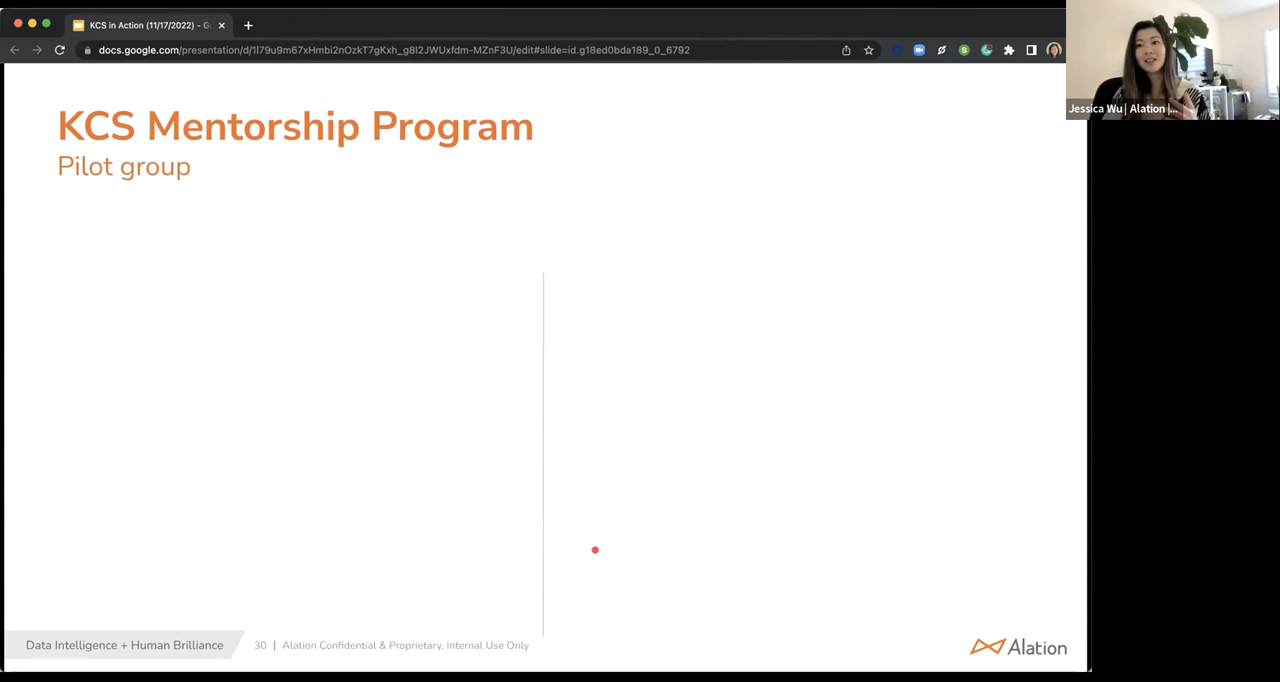 KCS in Action (11/17/2022) - G
docs.google.com/presentation/d/1l79u9m67xHmbi2nOzkT7gKxh_g8l2JWUxfdm-MZnF3U/edit#slide=id.g18ed0bda189_0_6792
Jessica Wu | Alation |...
KCS Mentorship Program
Pilot group
Data Intelligence + Human Brilliance
30 | Alation Confidential & Proprietary, Internal Use Only
Alation